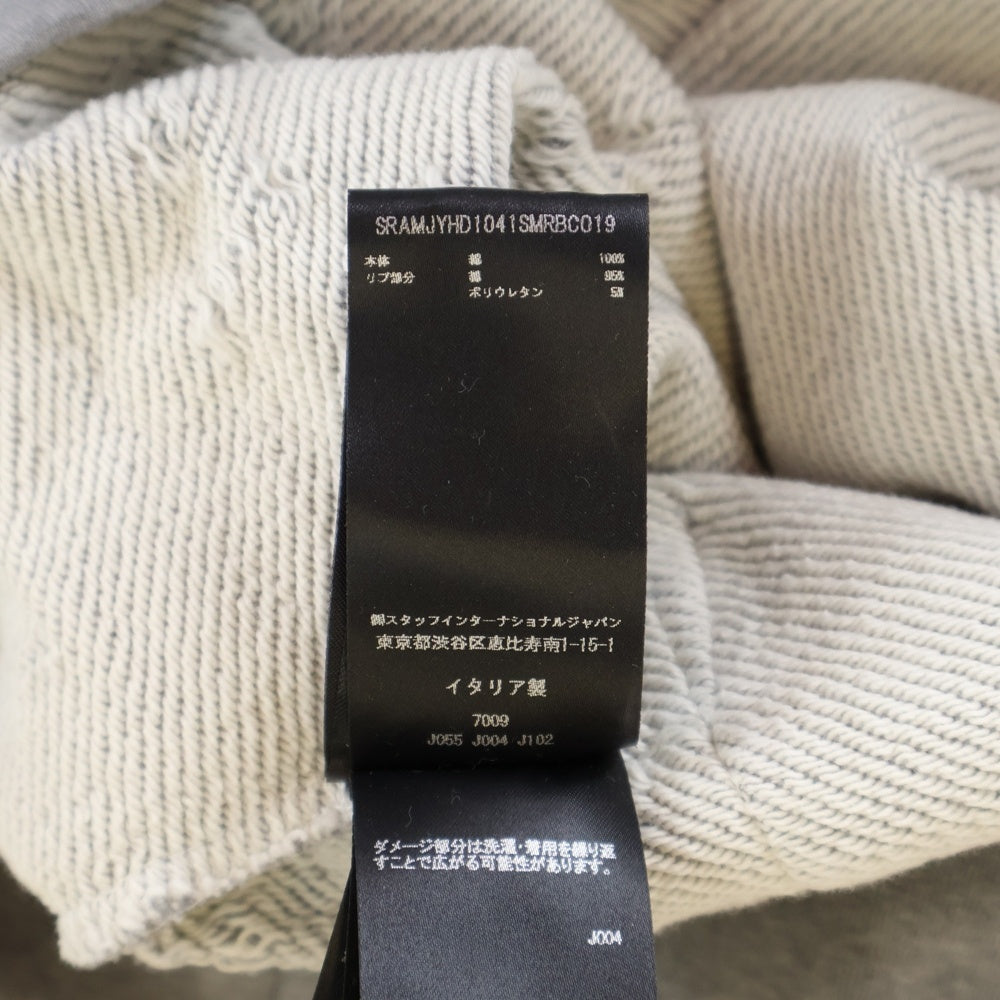 SRAMJYHD1041SMRBC019
本体 綿 100%
リブ部分 綿 95%
ポリウレタン 5%
㈱スタッフインターナショナルジャパン
東京都渋谷区恵比寿南1-15-1
イタリア製
7009
J055 J004 J102
ダメージ部分は洗濯・着用を繰り返
すことで広がる可能性があります。
J004